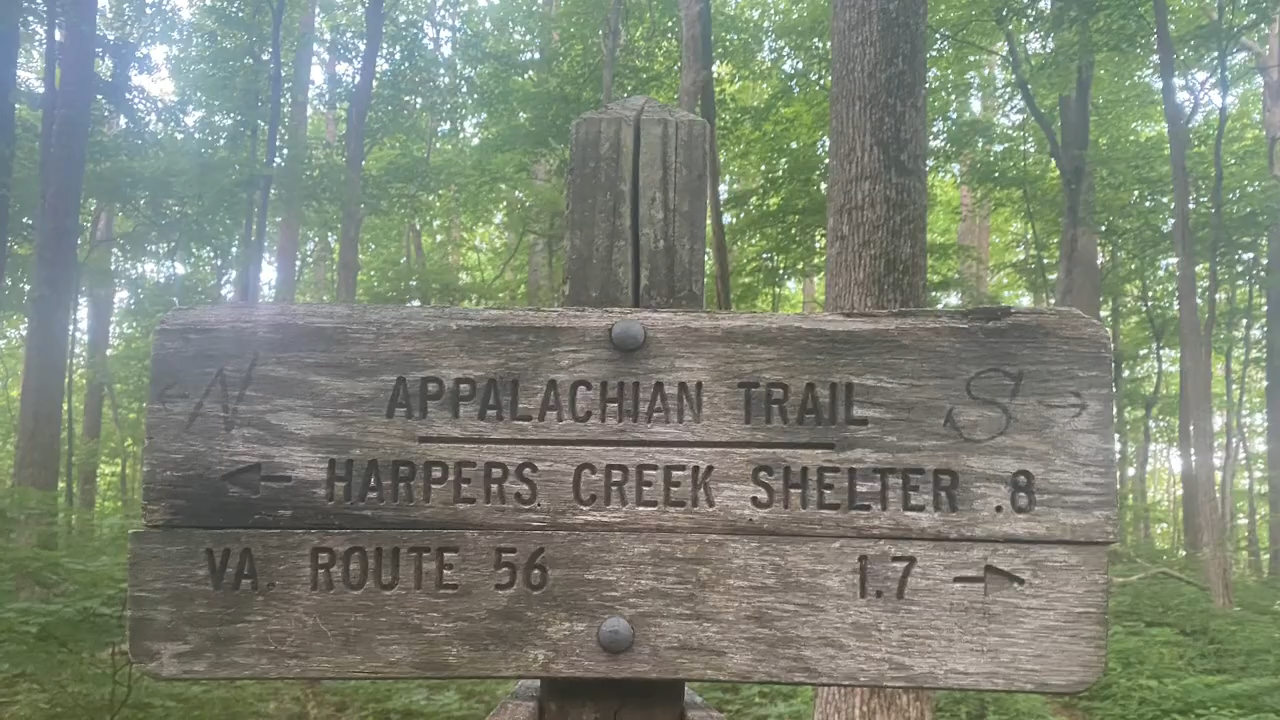 N APPALACHIAN TRAIL S
HARPERS CREEK SHELTER .8
VA. ROUTE 56 1.7